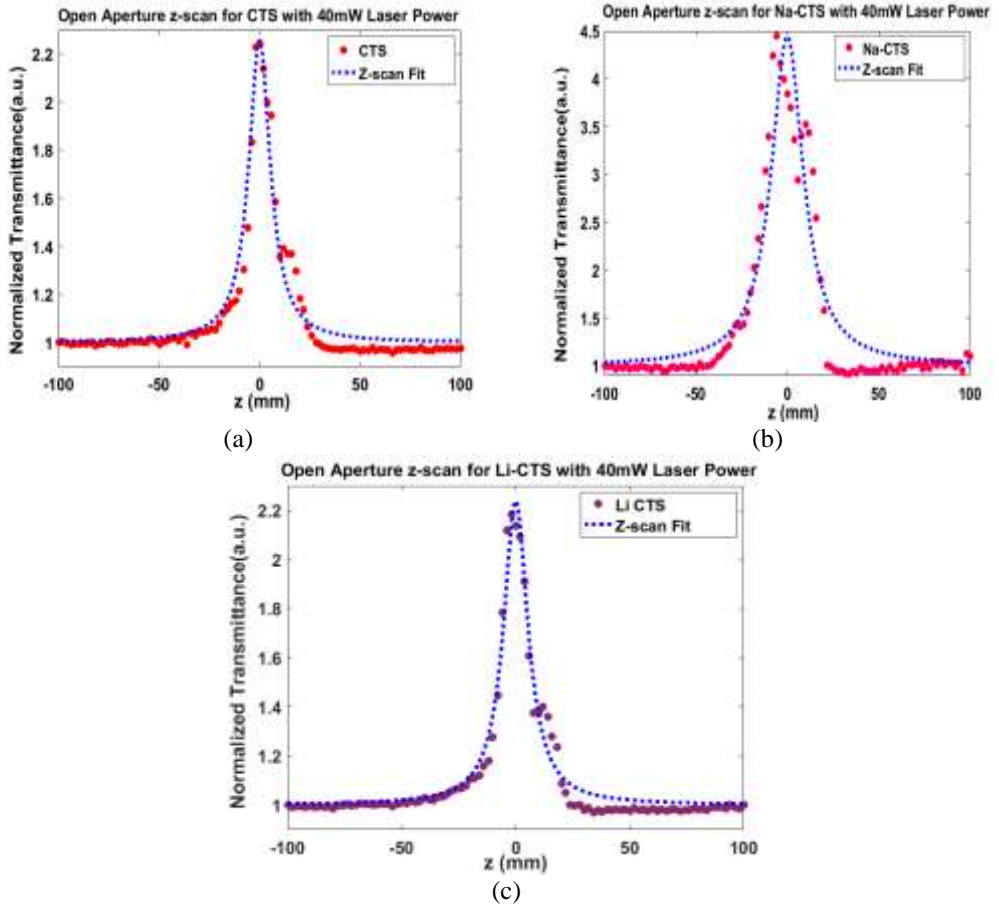 Open Aperture z-scan for CTS with 40mW Laser Power
CTS
Z-scan Fit
Normalized Transmittance(a.u.)
2.2
2
1.8
1.6
1.4
1.2
1
-100
-50
0
50
100
z (mm)
(a)
Open Aperture z-scan for Na-CTS with 40mW Laser Power
Na-CTS
Z-scan Fit
Normalized Transmittance(a.u.)
4.5
4
3.5
3
2.5
2
1.5
1
-100
-50
0
50
100
z (mm)
(b)
Open Aperture z-scan for Li-CTS with 40mW Laser Power
Li CTS
Z-scan Fit
Normalized Transmittance(a.u.)
2.2
2
1.8
1.6
1.4
1.2
1
-100
-50
0
50
100
z (mm)
(c)